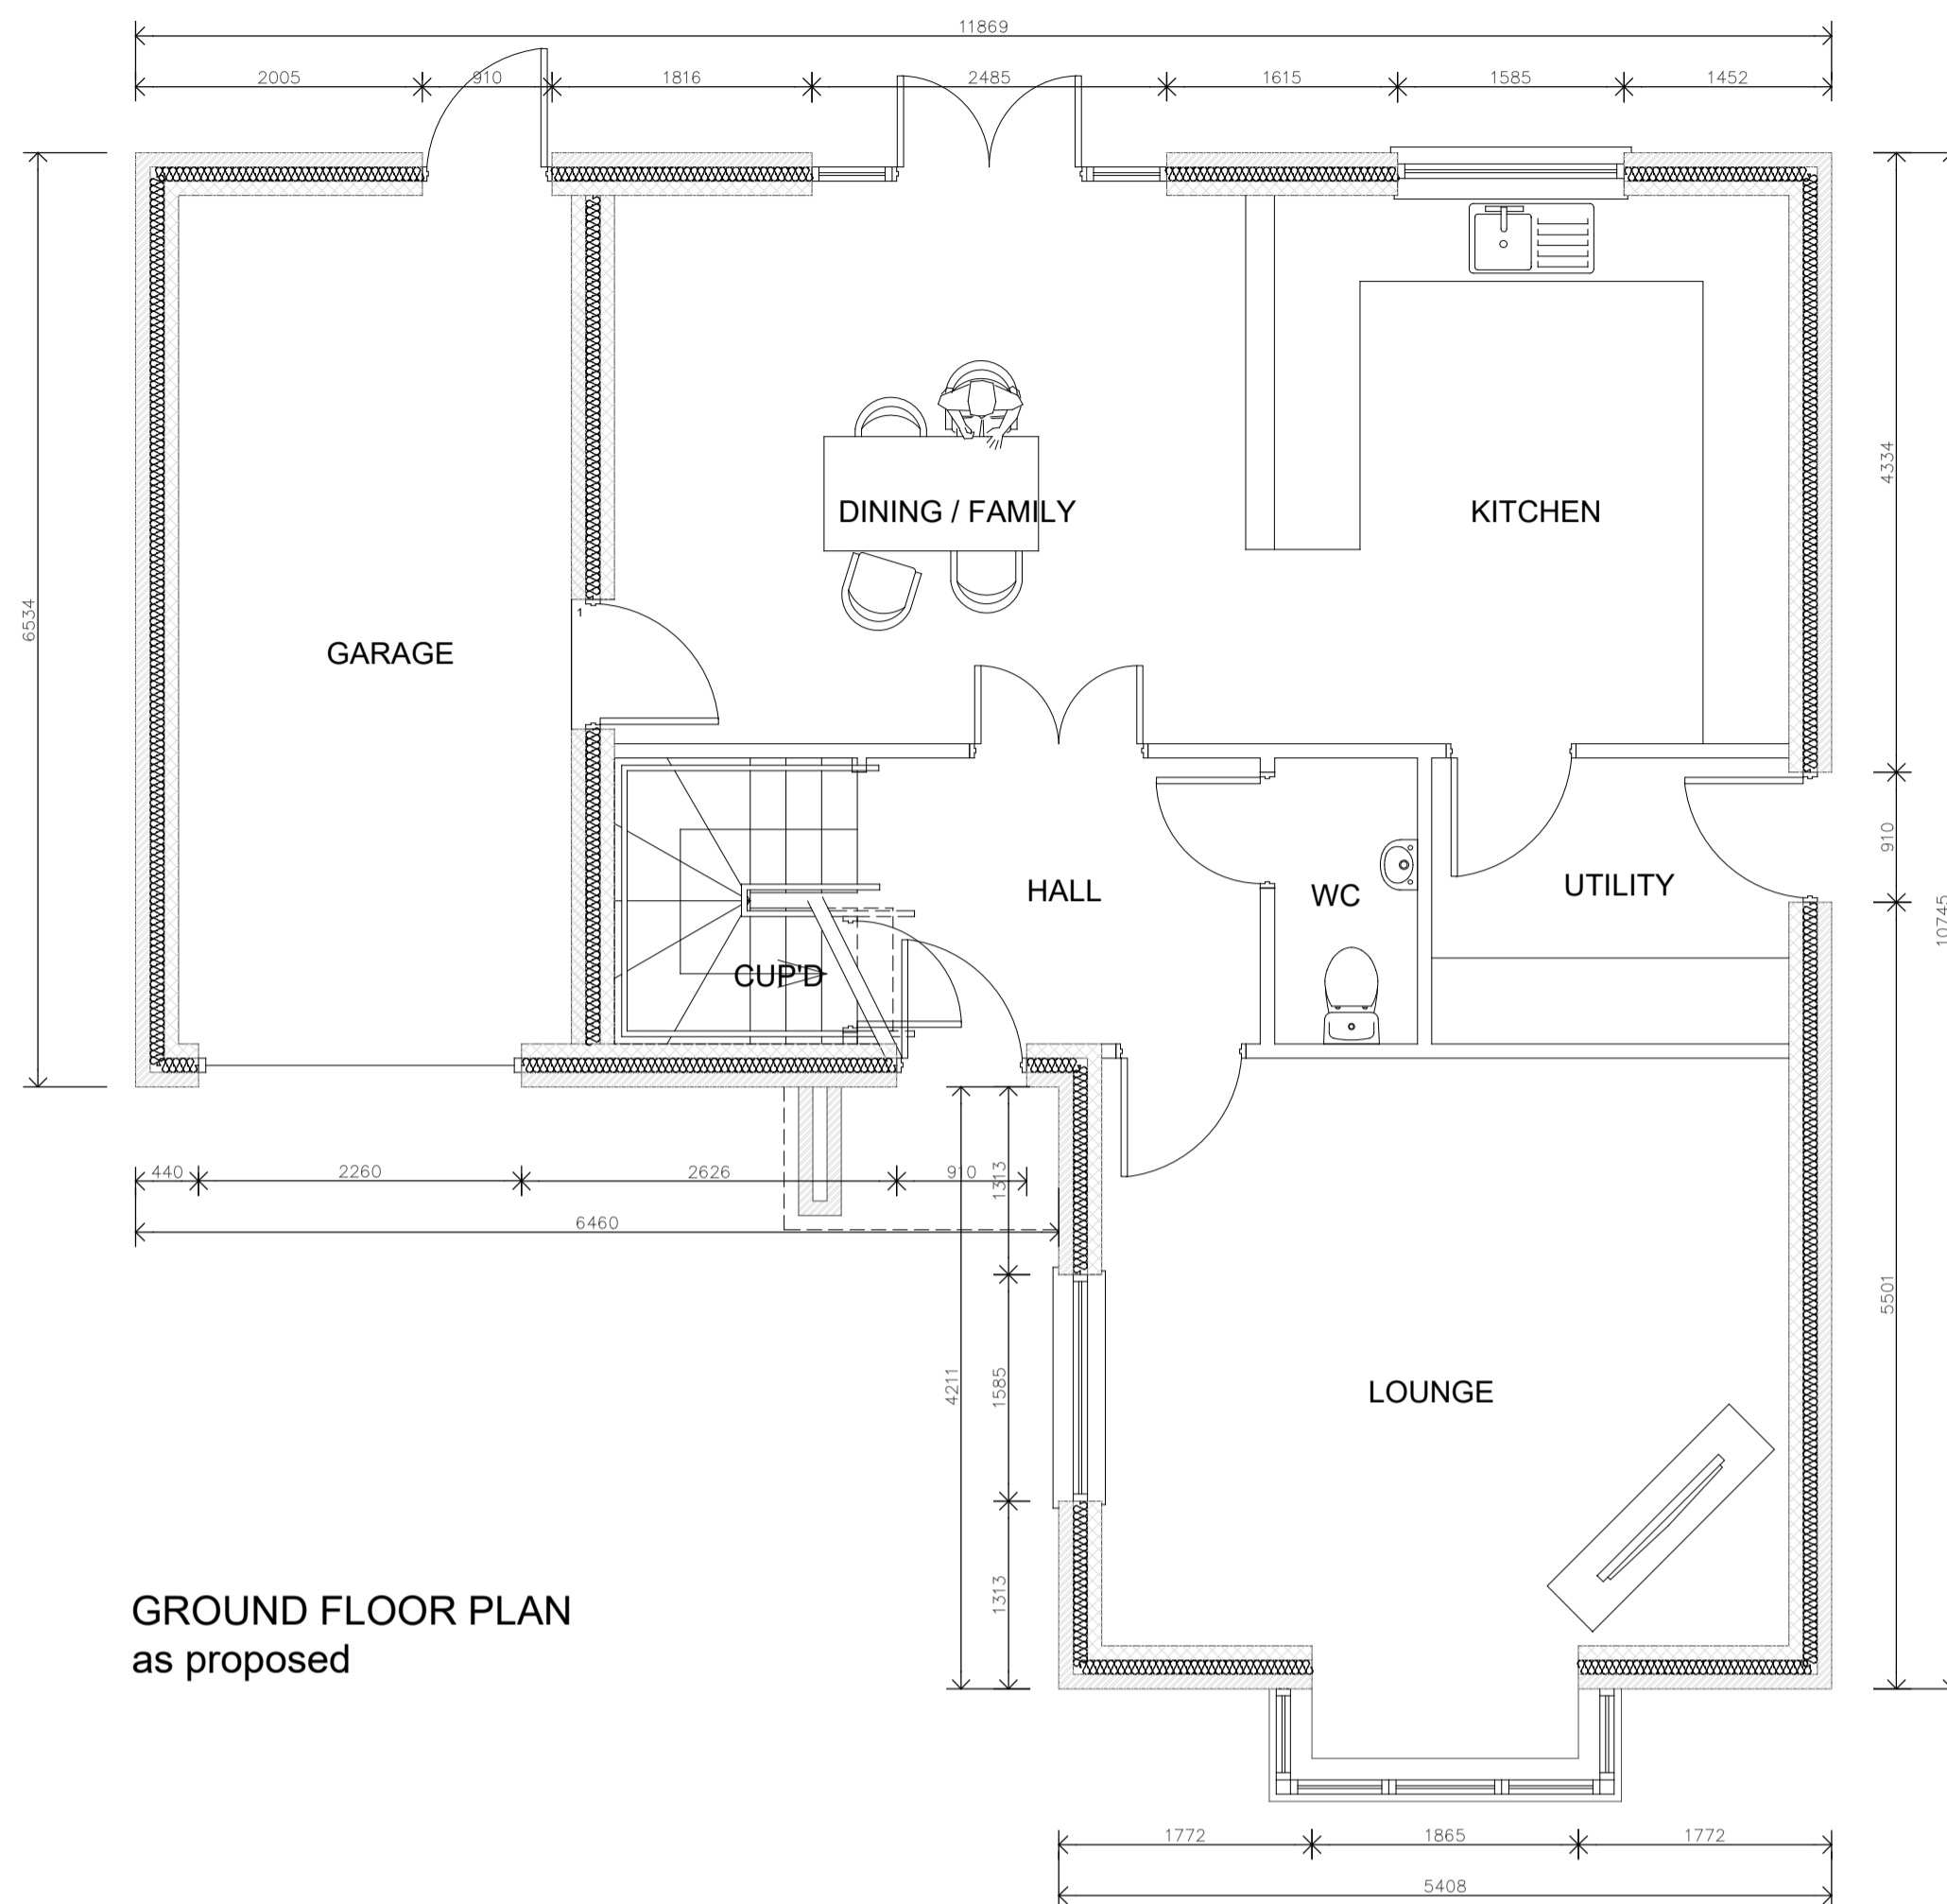 11869
2005 910 1816 2485 1615 1585 1452
4334
DINING / FAMILY
KITCHEN
6534
1
GARAGE
910
HALL
WC
UTILITY
10745
CUP'D
440 2260 2626 910
1313
6460
5501
4211
1585
LOUNGE
1313
GROUND FLOOR PLAN
as proposed
1772 1865 1772
5408